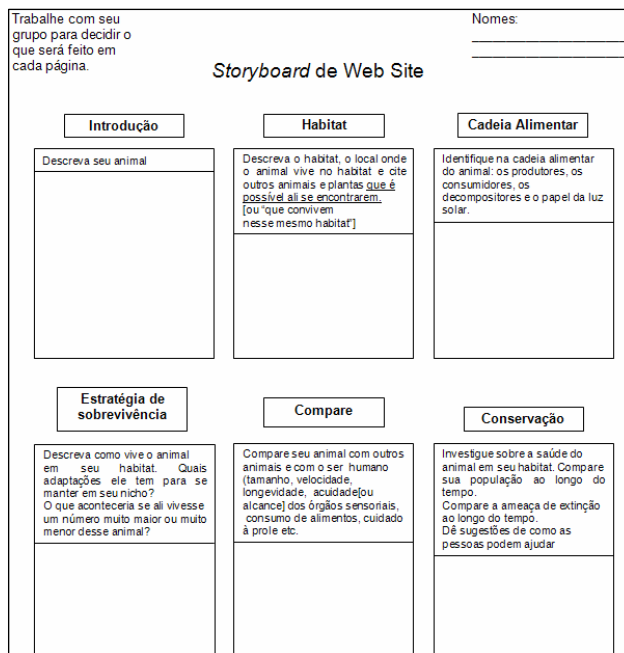 Trabalhe com seu
grupo para decidir o
que será feito em
cada página.
Nomes:
Storyboard de Web Site
Introdução
Descreva seu animal
Habitat
Descreva o habitat, o local onde
o animal vive no habitat e cite
outros animais e plantas que é
possível ali se encontrarem.
[ou "que convivem
nesse mesmo habitat"]
Cadeia Alimentar
Identifique na cadeia alimentar
do animal: os produtores, os
consumidores, os
decompositores e o papel da luz
solar.
Estratégia de
sobrevivência
Descreva como vive o animal
em seu habitat. Quais
adaptações ele tem para se
manter em seu nicho?
O que aconteceria se ali vivesse
um número muito maior ou muito
menor desse animal?
Compare
Compare seu animal com outros
animais e com o ser humano
(tamanho, velocidade,
longevidade, acuidade[ou
alcance] dos órgãos sensoriais,
consumo de alimentos, cuidado
à prole etc.
Conservação
Investigue sobre a saúde do
animal em seu habitat. Compare
sua população ao longo do
tempo.
Compare a ameaça de extinção
ao longo do tempo.
Dê sugestões de como as
pessoas podem ajudar